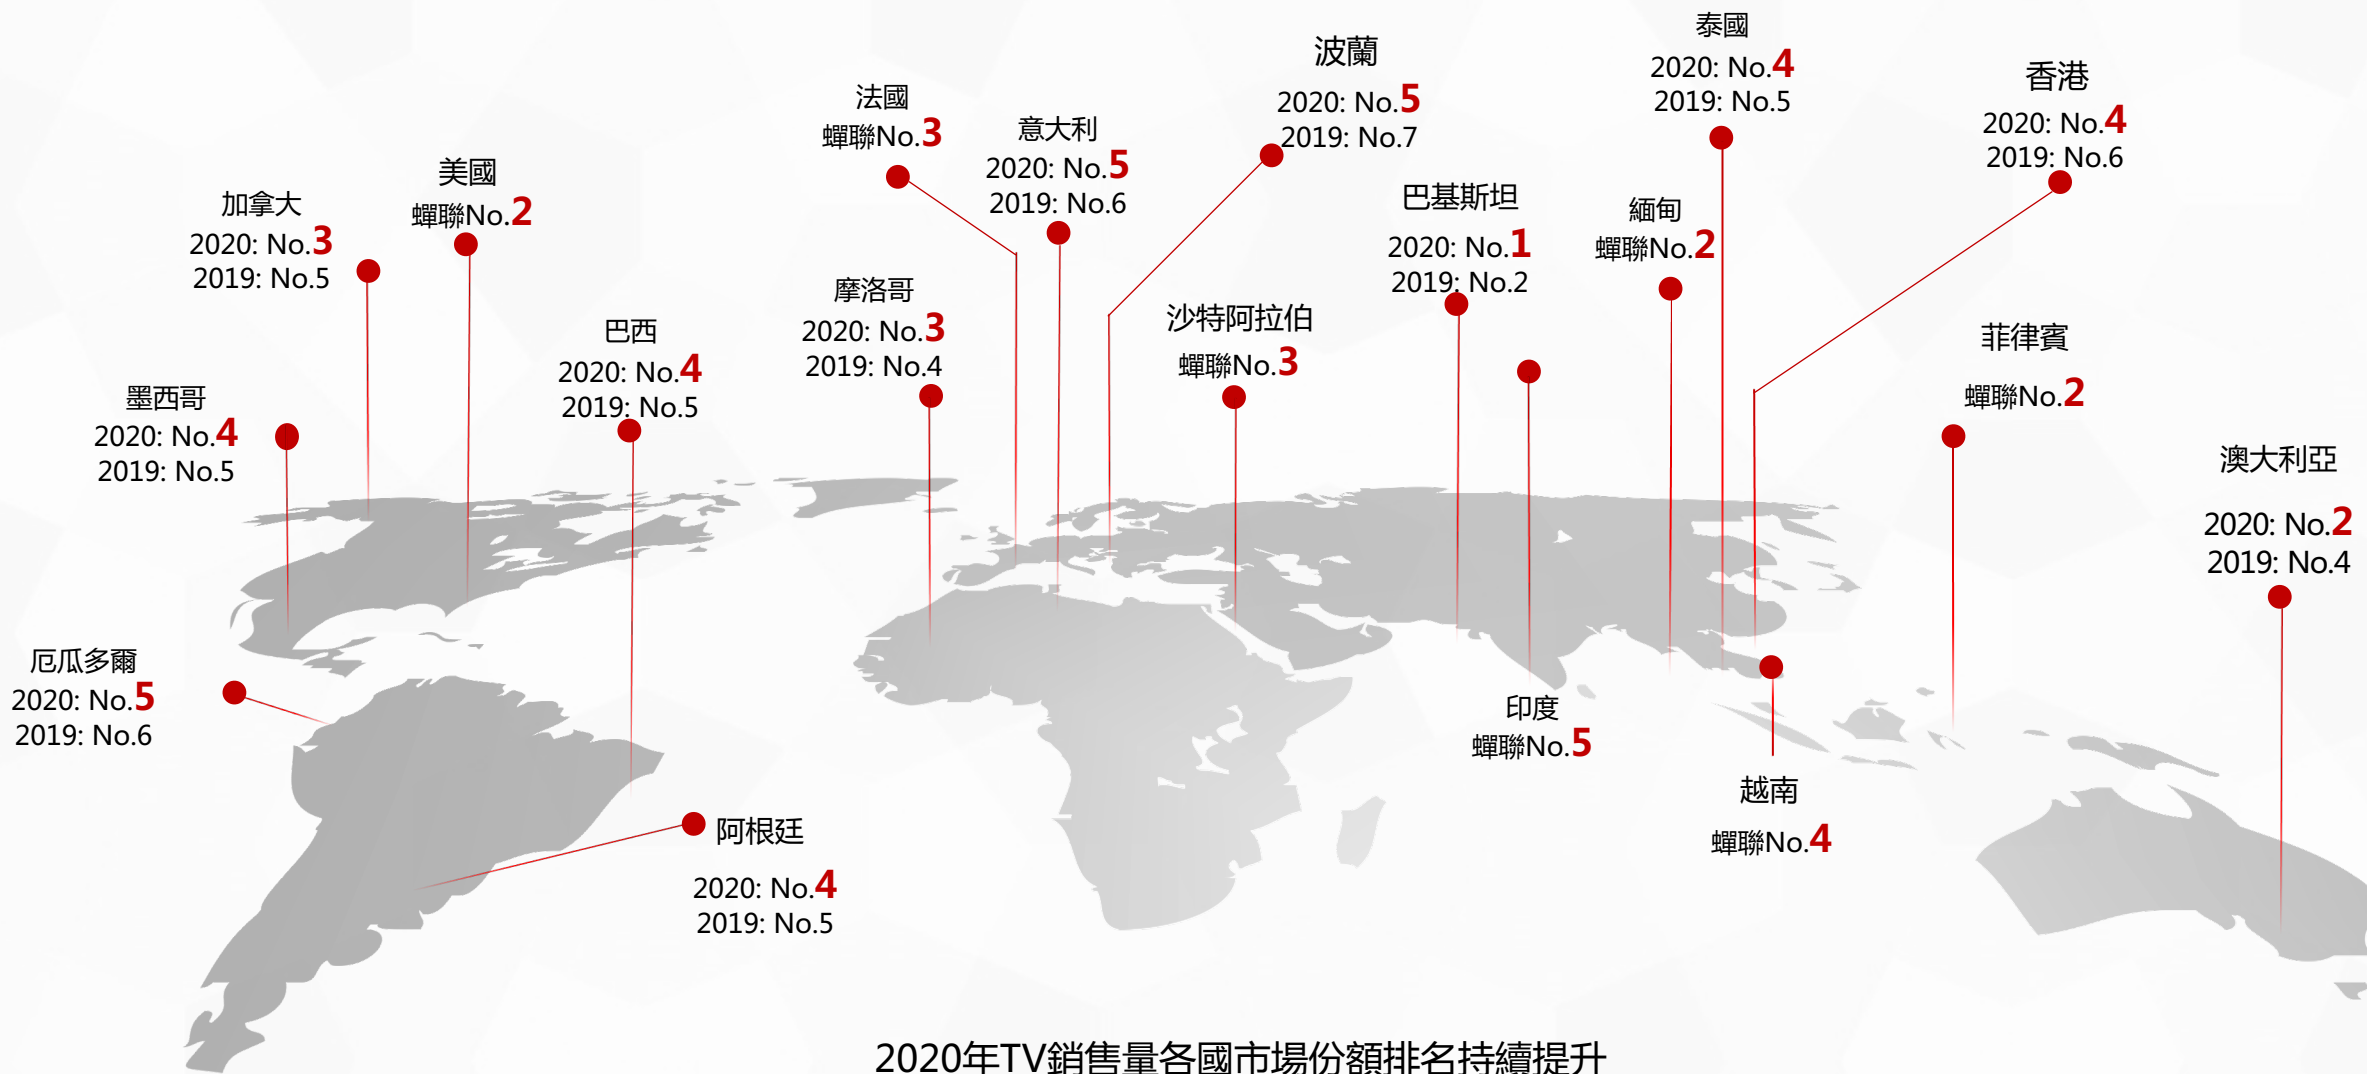 泰國
2020: No.4
2019: No.5
波蘭
2020: No.5
2019: No.7
香港
2020: No.4
2019: No.6
法國
蟬聯No.3
意大利
2020: No.5
2019: No.6
美國
蟬聯No.2
加拿大
2020: No.3
2019: No.5
巴基斯坦
2020: No.1
2019: No.2
緬甸
蟬聯No.2
摩洛哥
2020: No.3
2019: No.4
沙特阿拉伯
蟬聯No.3
巴西
2020: No.4
2019: No.5
菲律賓
蟬聯No.2
墨西哥
2020: No.4
2019: No.5
澳大利亞
2020: No.2
2019: No.4
厄瓜多爾
2020: No.5
2019: No.6
印度
蟬聯No.5
越南
蟬聯No.4
阿根廷
2020: No.4
2019: No.5
2020年TV銷售量各國市場份額排名持續提升